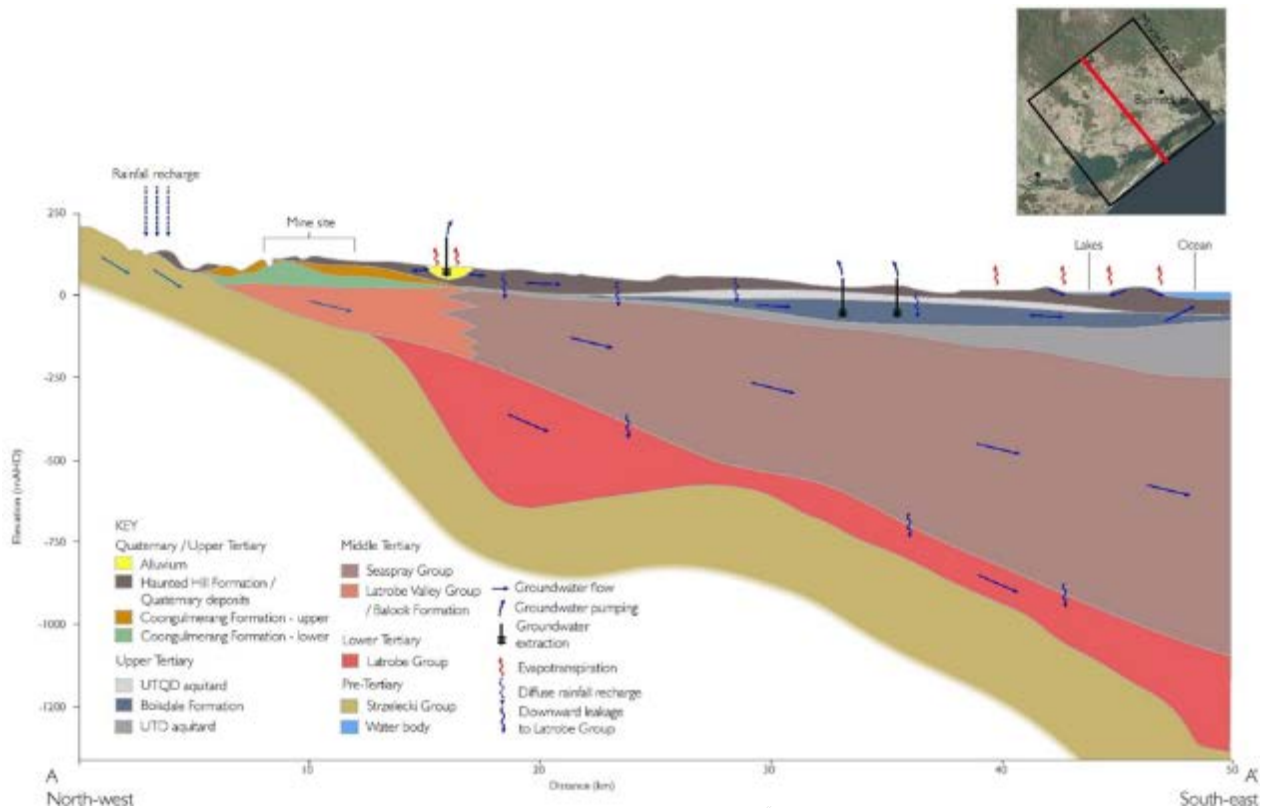 Rainfall recharge
Mine site
Lakes
Ocean
250
0
-250
-500
-750
-1000
-1200
Elevation (mAHD)
KEY
Quaternary / Upper Tertiary
Alluvium
Haunted Hill Formation /
Quaternary deposits
Coongulmerang Formation - upper
Coongulmerang Formation - lower
Upper Tertiary
UTQD aquitard
Boisdale Formation
UTD aquitard
Middle Tertiary
Seaspray Group
Latrobe Valley Group
/ Balook Formation
Lower Tertiary
Latrobe Group
Pre-Tertiary
Strzelecki Group
Water body
Groundwater flow
Groundwater pumping
Groundwater
extraction
Evapotranspiration
Diffuse rainfall recharge
Downward leakage
to Latrobe Group
10
20
30
40
50
Distance (km)
A
North-west
A'
South-east